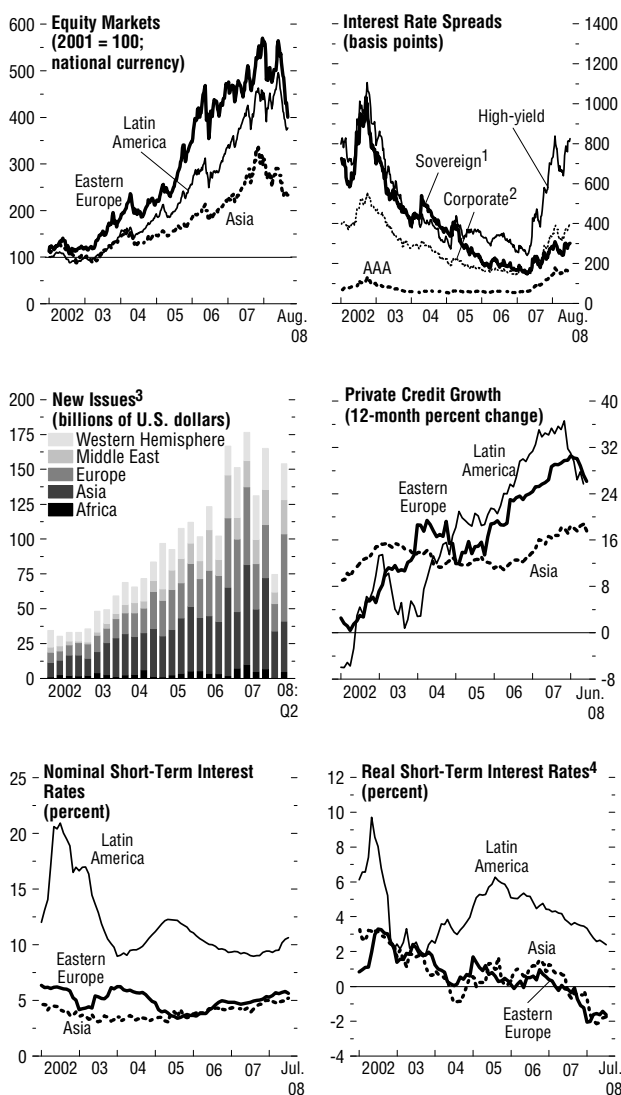 Equity Markets
(2001 = 100;
national currency)
600
500
400
300
200
100
0
Latin
America
Eastern
Europe
Asia
2002 03 04 05 06 07 Aug.
08
Interest Rate Spreads
(basis points)
1400
1200
1000
800
600
400
200
0
High-yield
Sovereign1
Corporate2
AAA
2002 03 04 05 06 07 Aug.
08
New Issues3
(billions of U.S. dollars)
Western Hemisphere
Middle East
Europe
Asia
Africa
200
175
150
125
100
75
50
25
0
2002 03 04 05 06 07 08:
Q2
Private Credit Growth
(12-month percent change)
40
32
24
16
8
0
-8
Latin
America
Eastern
Europe
Asia
2002 03 04 05 06 07 Jun.
08
Nominal Short-Term Interest
Rates
(percent)
25
20
15
10
5
0
Latin
America
Eastern
Europe
Asia
2002 03 04 05 06 07 Jul.
08
Real Short-Term Interest Rates4
(percent)
12
10
8
6
4
2
0
-2
-4
Latin
America
Asia
Eastern
Europe
2002 03 04 05 06 07 Jul.
08